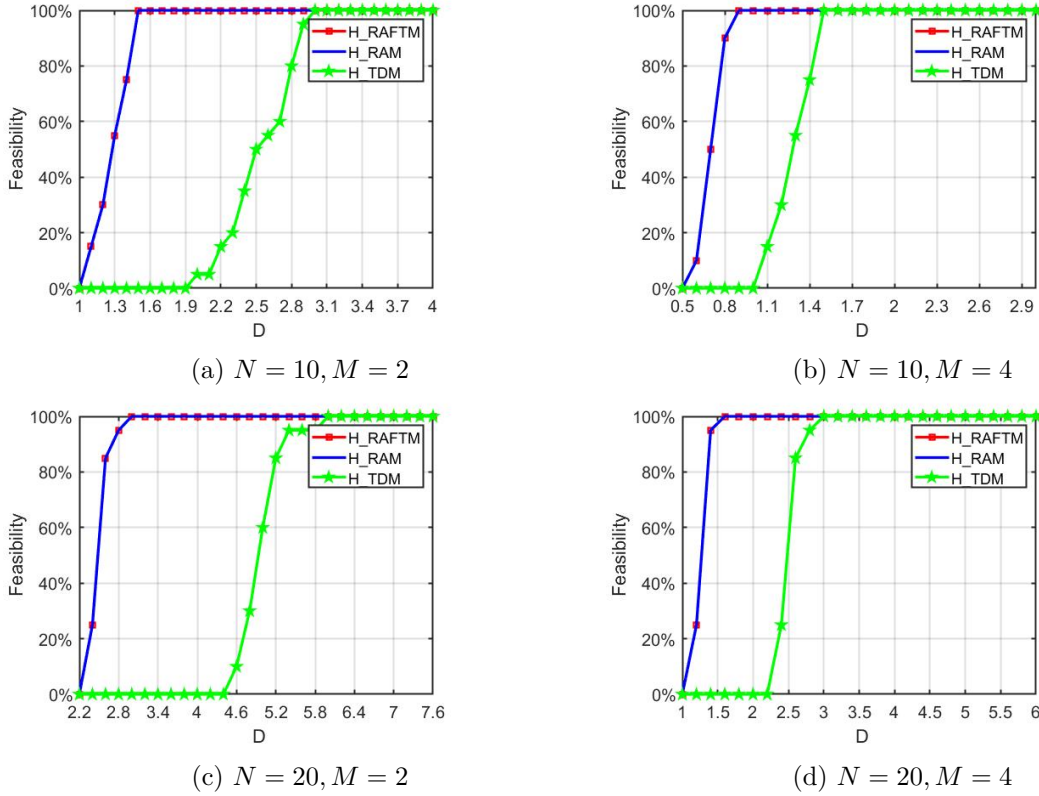 100%
80%
60%
40%
20%
0%
Feasibility
H_RAFTM
H_RAM
H_TDM
1 1.3 1.6 1.9 2.2 2.5 2.8 3.1 3.4 3.7 4
D
(a) N = 10, M = 2
100%
80%
60%
40%
20%
0%
Feasibility
H_RAFTM
H_RAM
H_TDM
0.5 0.8 1.1 1.4 1.7 2 2.3 2.6 2.9
D
(b) N = 10, M = 4
100%
80%
60%
40%
20%
0%
Feasibility
H_RAFTM
H_RAM
H_TDM
2.2 2.8 3.4 4 4.6 5.2 5.8 6.4 7 7.6
D
(c) N = 20, M = 2
100%
80%
60%
40%
20%
0%
Feasibility
H_RAFTM
H_RAM
H_TDM
1 1.5 2 2.5 3 3.5 4 4.5 5 5.5 6
D
(d) N = 20, M = 4